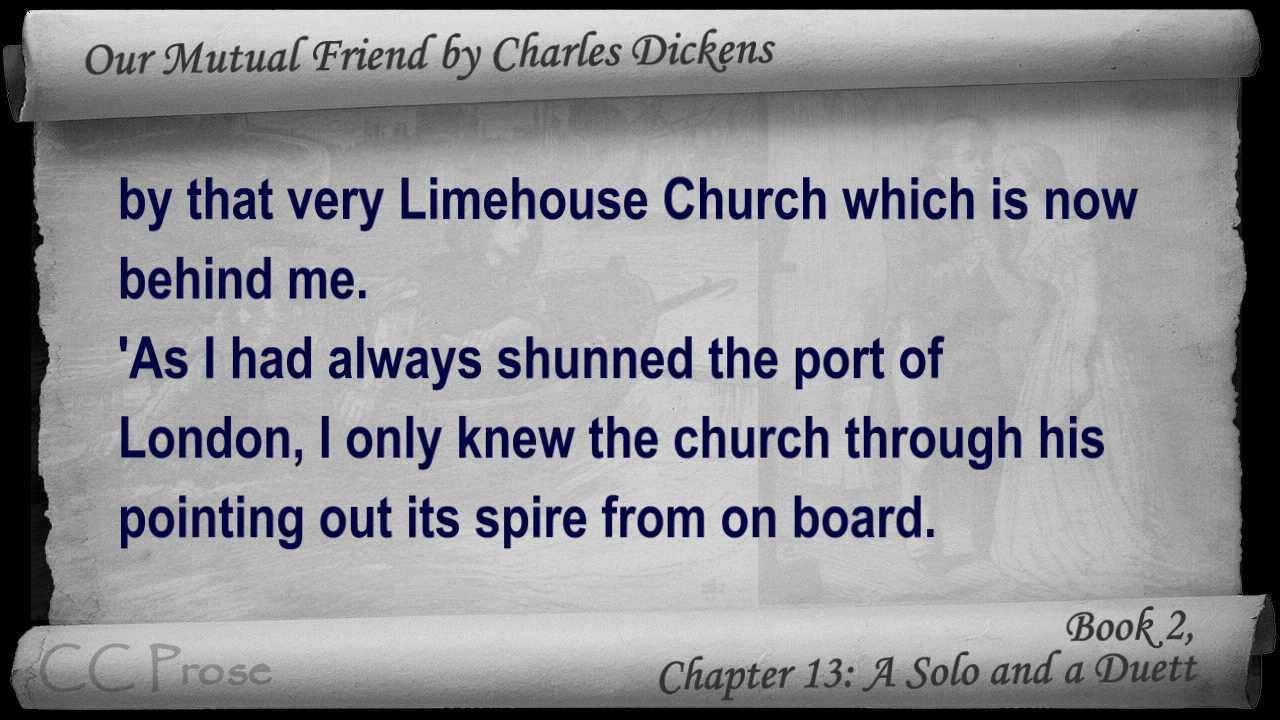 Our Mutual Friend by Charles Dickens
by that very Limehouse Church which is now
behind me.
'As I had always shunned the port of
London, I only knew the church through his
pointing out its spire from on board.
Book 2,
CC Prose
Chapter 13: A Solo and a Duett